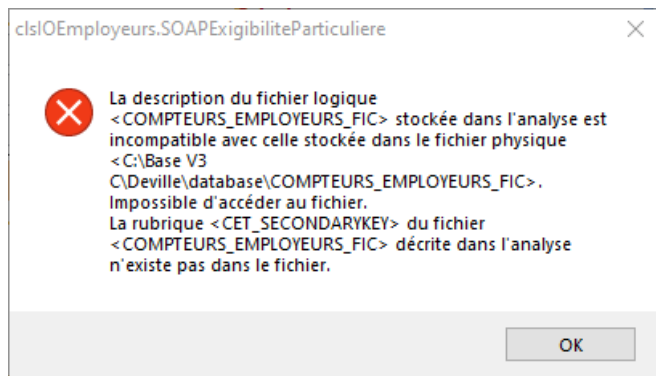 clsIOEmployeurs.SOAPExigibiliteParticuliere
La description du fichier logique
<COMPTEURS_EMPLOYEURS_FIC> stockée dans l'analyse est
incompatible avec celle stockée dans le fichier physique
<C:\Base V3
C\Deville\database\COMPTEURS_EMPLOYEURS_FIC>.
Impossible d'accéder au fichier.
La rubrique <CET_SECONDARYKEY> du fichier
<COMPTEURS_EMPLOYEURS_FIC> décrite dans l'analyse
n'existe pas dans le fichier.
OK